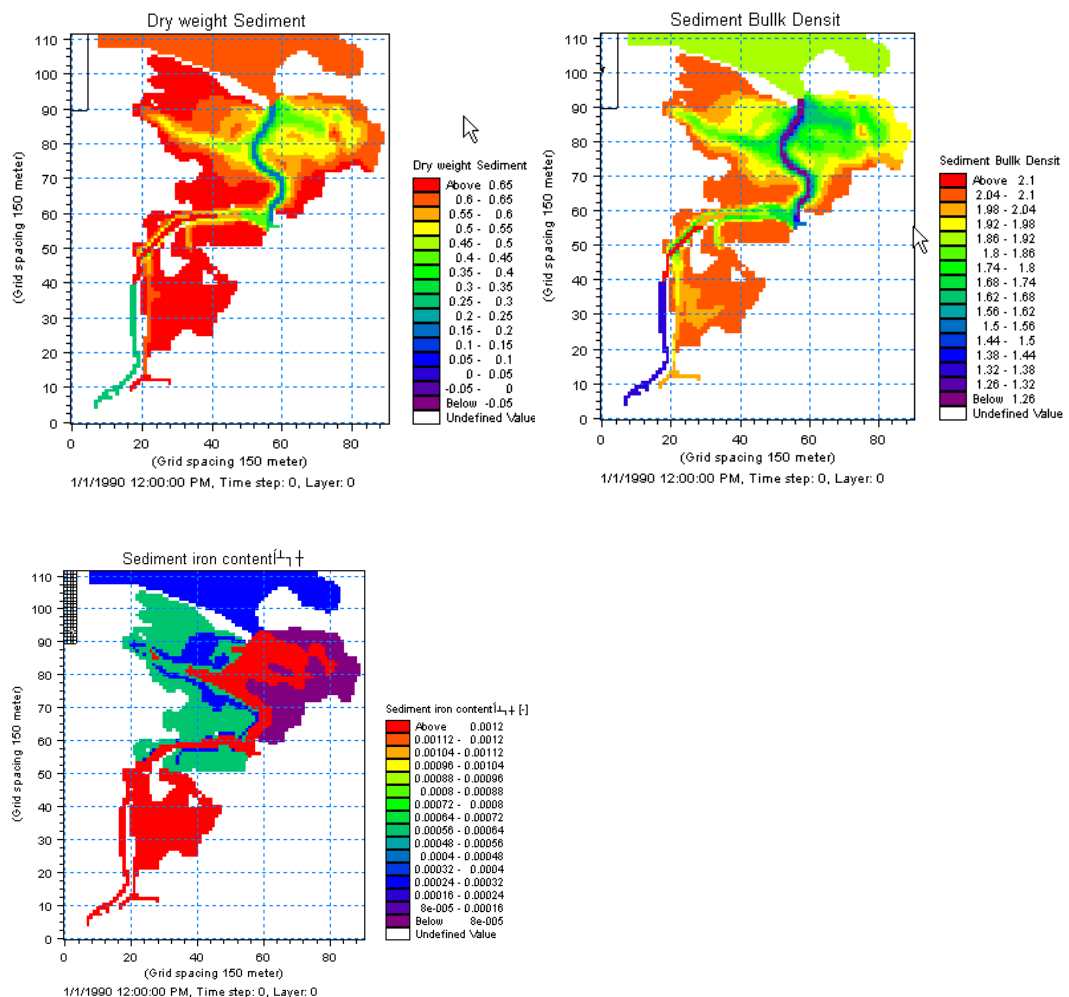 Dry weight Sediment
110
100
90
80
70
60
50
40
30
20
10
0
(Grid spacing 150 meter)
0 20 40 60 80
(Grid spacing 150 meter)
1/1/1990 12:00:00 PM, Time step: 0, Layer: 0
Dry weight Sediment
Above 0.65
0.6 - 0.65
0.55 - 0.6
0.5 - 0.55
0.45 - 0.5
0.4 - 0.45
0.35 - 0.4
0.3 - 0.35
0.25 - 0.3
0.2 - 0.25
0.15 - 0.2
0.1 - 0.15
0.05 - 0.1
0 - 0.05
-0.05 - 0
Below -0.05
Undefined Value
Sediment Bullk Densit
110
100
90
80
70
60
50
40
30
20
10
0
(Grid spacing 150 meter)
0 20 40 60 80
(Grid spacing 150 meter)
1/1/1990 12:00:00 PM, Time step: 0, Layer: 0
Sediment Bullk Densit
Above 2.1
2.04 - 2.1
1.98 - 2.04
1.92 - 1.98
1.86 - 1.92
1.8 - 1.86
1.74 - 1.8
1.68 - 1.74
1.62 - 1.68
1.56 - 1.62
1.5 - 1.56
1.44 - 1.5
1.38 - 1.44
1.32 - 1.38
1.26 - 1.32
Below 1.26
Undefined Value
Sediment iron contentÍ┴┐┼
110
100
90
80
70
60
50
40
30
20
10
0
(Grid spacing 150 meter)
0 20 40 60 80
(Grid spacing 150 meter)
1/1/1990 12:00:00 PM, Time step: 0, Layer: 0
Sediment iron contentÍ┴┐┼ [-]
Above 0.0012
0.00112 - 0.0012
0.00104 - 0.00112
0.00096 - 0.00104
0.00088 - 0.00096
0.0008 - 0.00088
0.00072 - 0.0008
0.00064 - 0.00072
0.00056 - 0.00064
0.00048 - 0.00056
0.0004 - 0.00048
0.00032 - 0.0004
0.00024 - 0.00032
0.00016 - 0.00024
8e-005 - 0.00016
Below 8e-005
Undefined Value